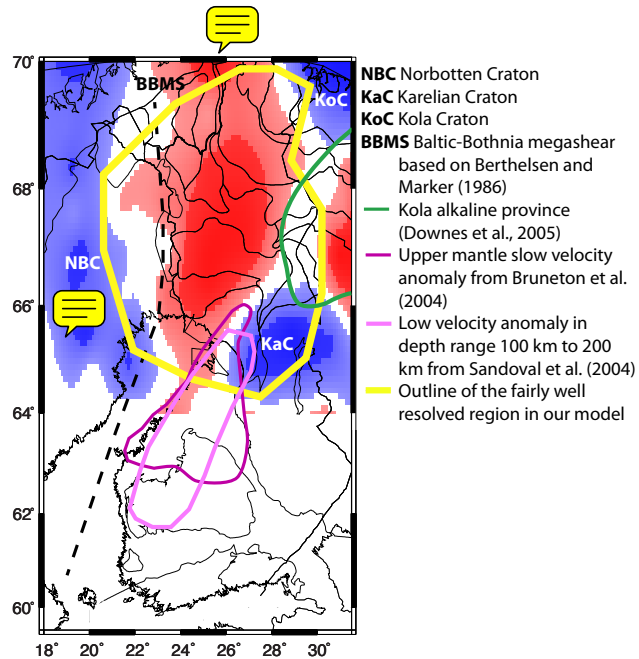 70˚
68˚
66˚
64˚
62˚
60˚
18˚ 20˚ 22˚ 24˚ 26˚ 28˚ 30˚
BBMS
KoC
NBC
KaC
NBC Norbotten Craton
KaC Karelian Craton
KoC Kola Craton
BBMS Baltic-Bothnia megashear
based on Berthelsen and
Marker (1986)
Kola alkaline province
(Downes et al., 2005)
Upper mantle slow velocity
anomaly from Bruneton et al.
(2004)
Low velocity anomaly in
depth range 100 km to 200
km from Sandoval et al. (2004)
Outline of the fairly well
resolved region in our model